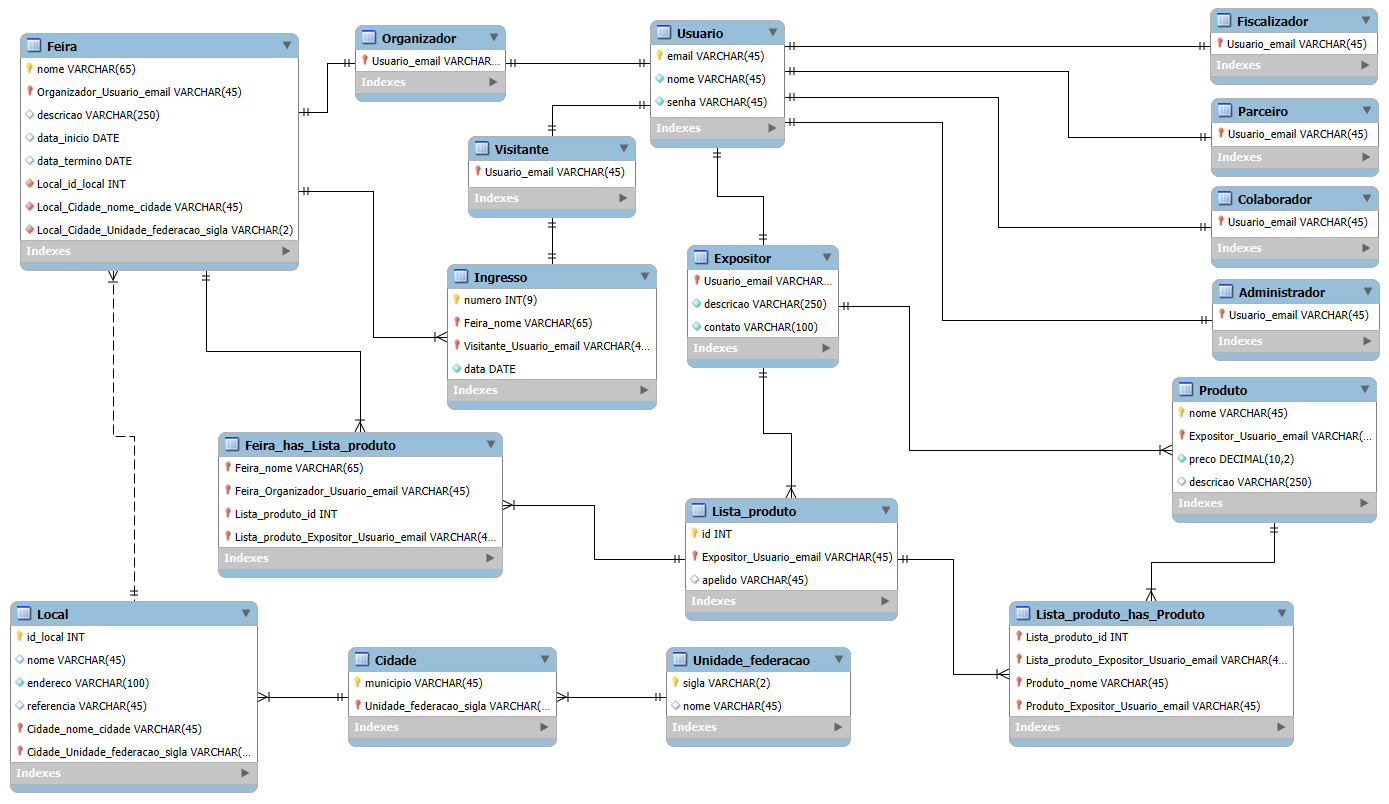 Feira
nome VARCHAR(65)
Organizador_Usuario_email VARCHAR(45)
descricao VARCHAR(250)
data_inicio DATE
data_termino DATE
Local_id_local INT
Local_Cidade_nome_cidade VARCHAR(45)
Local_Cidade_Unidade_federacao_sigla VARCHAR(2)
Indexes
Organizador
Usuario_email VARCHAR...
Indexes
Usuario
email VARCHAR(45)
nome VARCHAR(45)
senha VARCHAR(45)
Indexes
Fiscalizador
Usuario_email VARCHAR(45)
Indexes
Parceiro
Usuario_email VARCHAR(45)
Indexes
Colaborador
Usuario_email VARCHAR(45)
Indexes
Administrador
Usuario_email VARCHAR(45)
Indexes
Visitante
Usuario_email VARCHAR(45)
Indexes
Ingresso
numero INT(9)
Feira_nome VARCHAR(65)
Visitante_Usuario_email VARCHAR(4...
data DATE
Indexes
Expositor
Usuario_email VARCHAR...
descricao VARCHAR(250)
contato VARCHAR(100)
Indexes
Produto
nome VARCHAR(45)
Expositor_Usuario_email VARCHAR(...
preco DECIMAL(10,2)
descricao VARCHAR(250)
Indexes
Feira_has_Lista_produto
Feira_nome VARCHAR(65)
Feira_Organizador_Usuario_email VARCHAR(45)
Lista_produto_id INT
Lista_produto_Expositor_Usuario_email VARCHAR(4...
Indexes
Lista_produto
id INT
Expositor_Usuario_email VARCHAR(45)
apelido VARCHAR(45)
Indexes
Local
id_local INT
nome VARCHAR(45)
endereco VARCHAR(100)
referencia VARCHAR(45)
Cidade_nome_cidade VARCHAR(45)
Cidade_Unidade_federacao_sigla VARCHAR(...
Indexes
Cidade
municipio VARCHAR(45)
Unidade_federacao_sigla VARCHAR(...
Indexes
Unidade_federacao
sigla VARCHAR(2)
nome VARCHAR(45)
Indexes
Lista_produto_has_Produto
Lista_produto_id INT
Lista_produto_Expositor_Usuario_email VARCHAR(4...
Produto_nome VARCHAR(45)
Produto_Expositor_Usuario_email VARCHAR(45)
Indexes